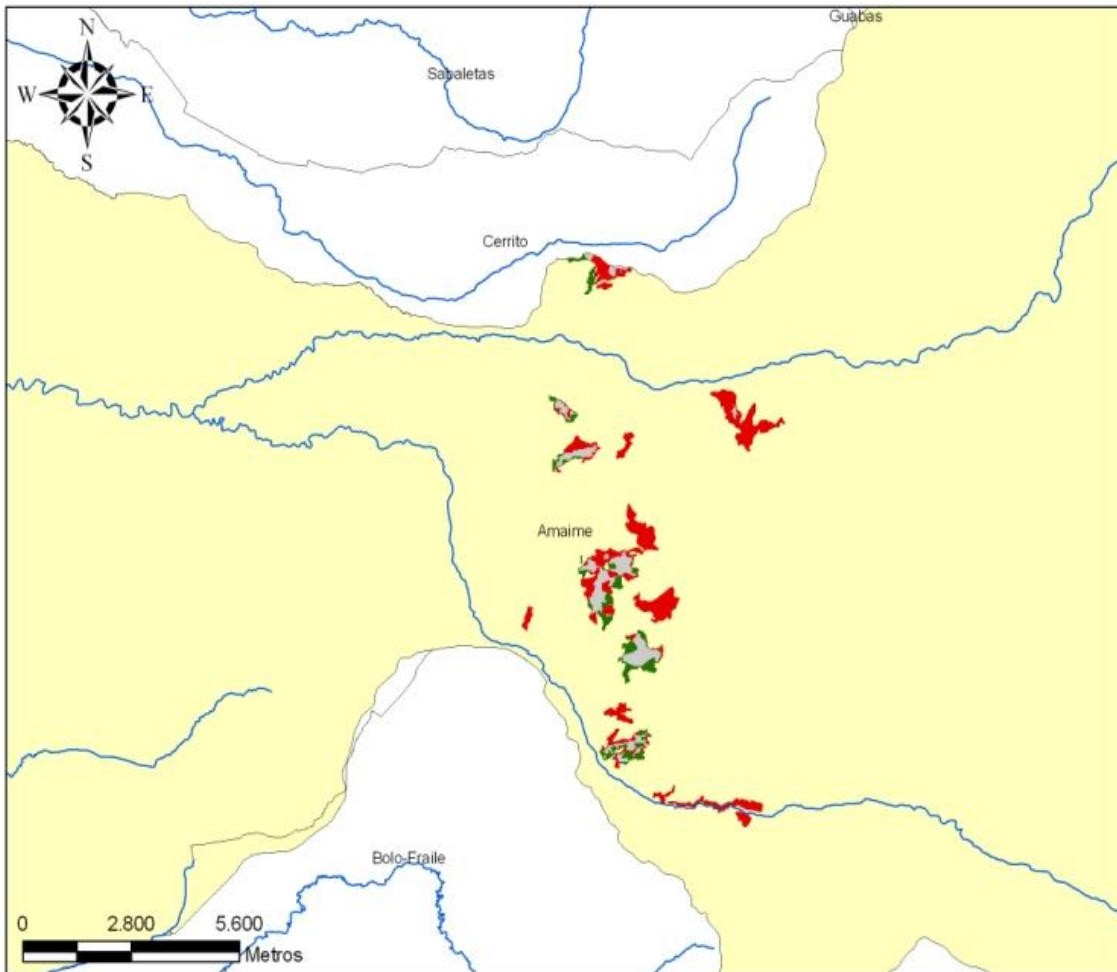 Guabas
N
Sabaletas
W
E
S
Cerrito
Amaime
Bolo-Fraile
0 2.800 5.600
Metros